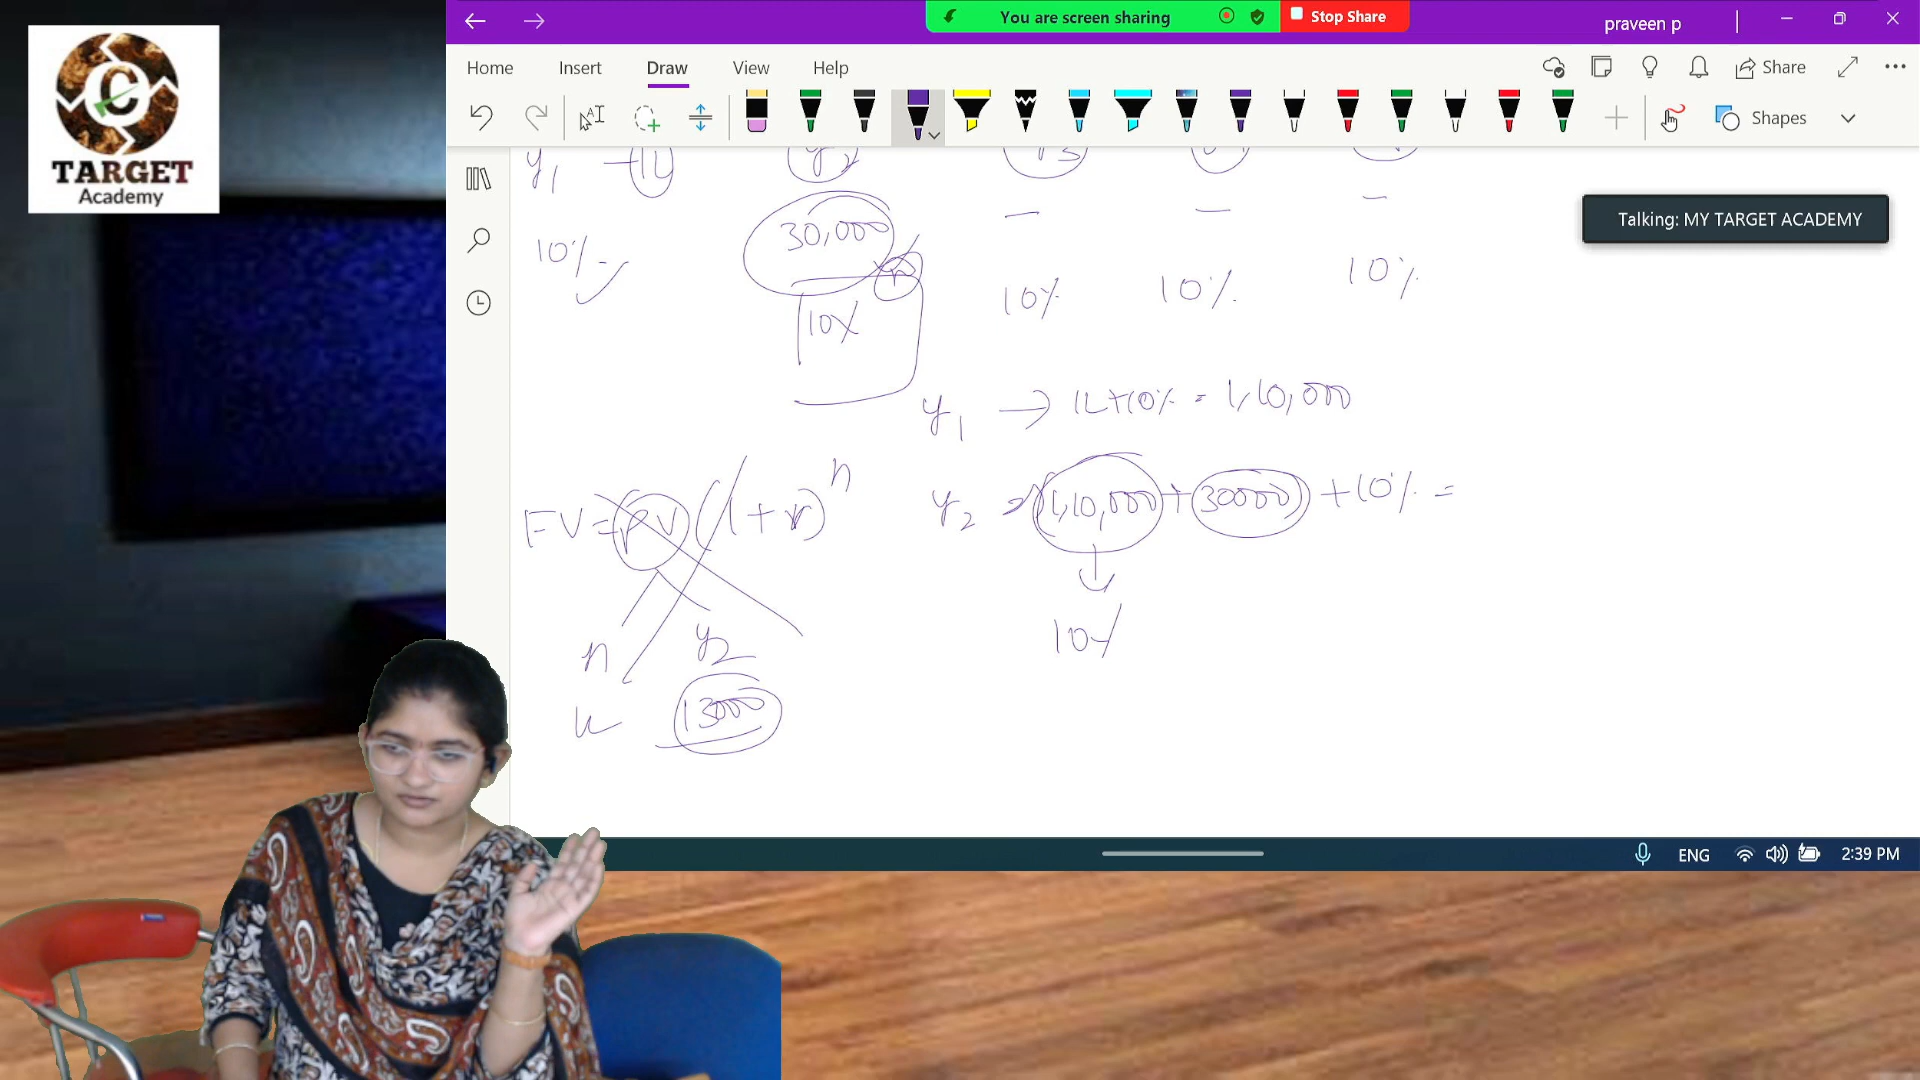 TARGET
Academy
You are screen sharing
Stop Share
praveen p
Home Insert Draw View Help
Share
Shapes
Talking: MY TARGET ACADEMY
y1 y2
30,000
10% 10% 10% 10%
10%
y1 → 1L+10% = 1,10,000
FV = PV (1+r)^n
y2 ⇒ 1,10,000 + 30000 + 10% =
10%
n y2
13000
ENG 2:39 PM